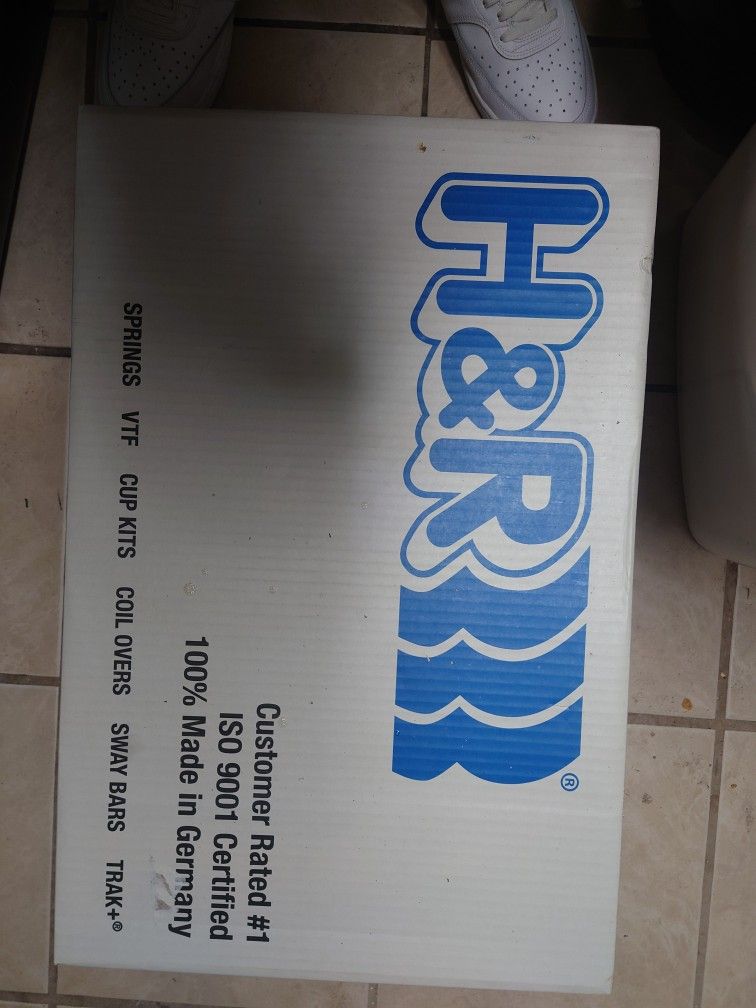 H&R®
Customer Rated #1
ISO 9001 Certified
100% Made in Germany
SPRINGS VTF CUP KITS COIL OVERS SWAY BARS TRAK+®